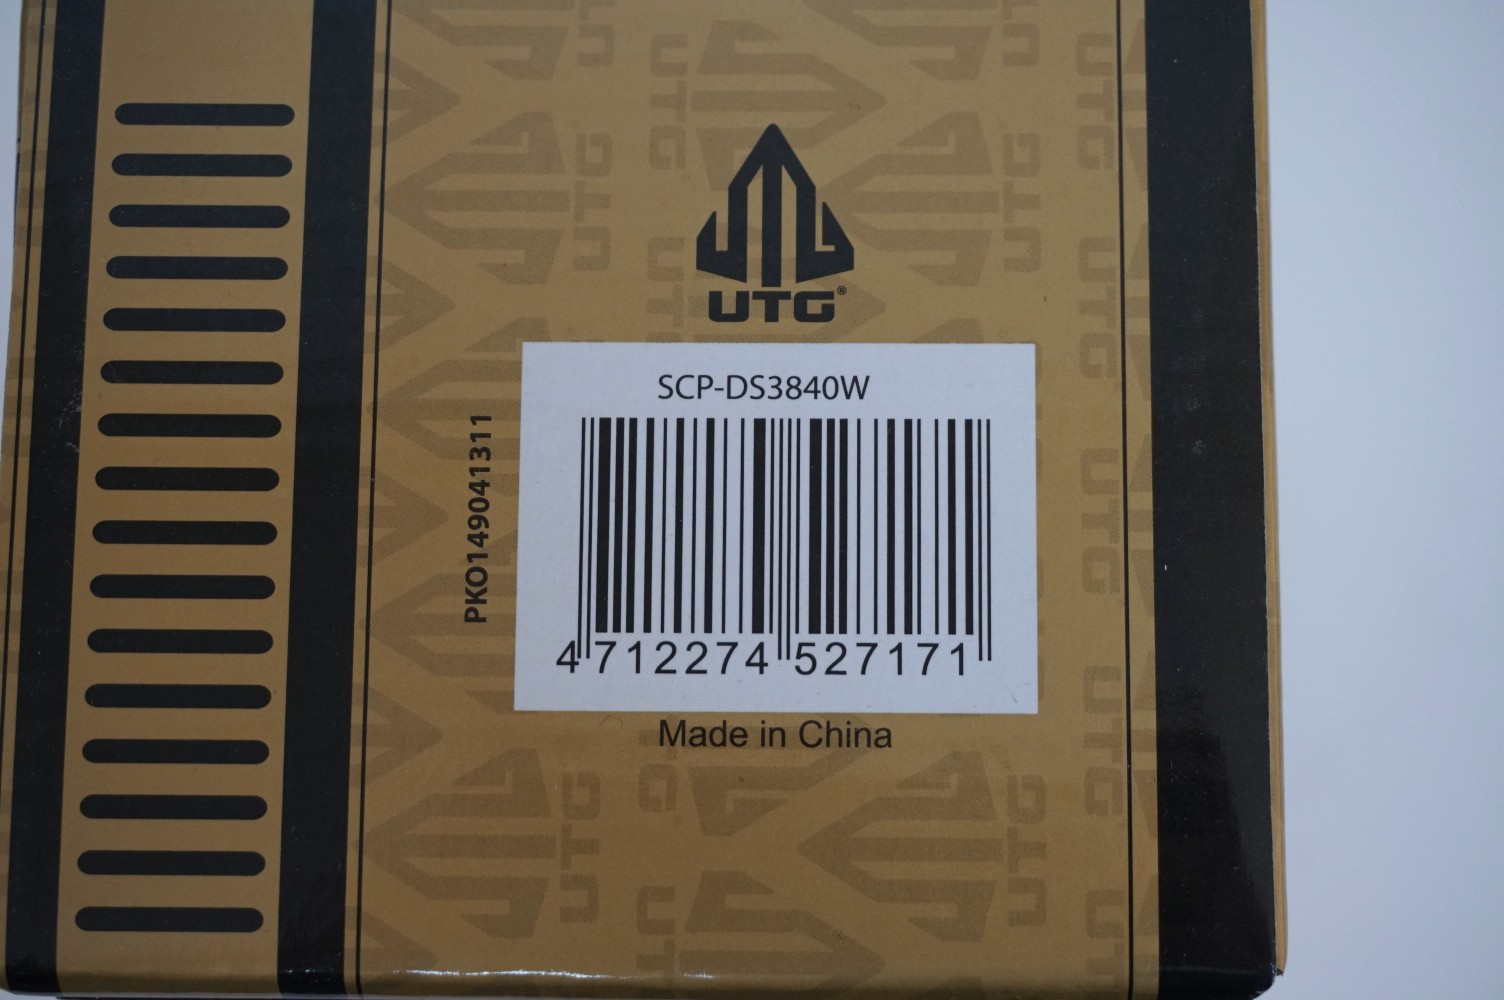 UTG®
SCP-DS3840W
PKO149041311
4 712274 527171
Made in China